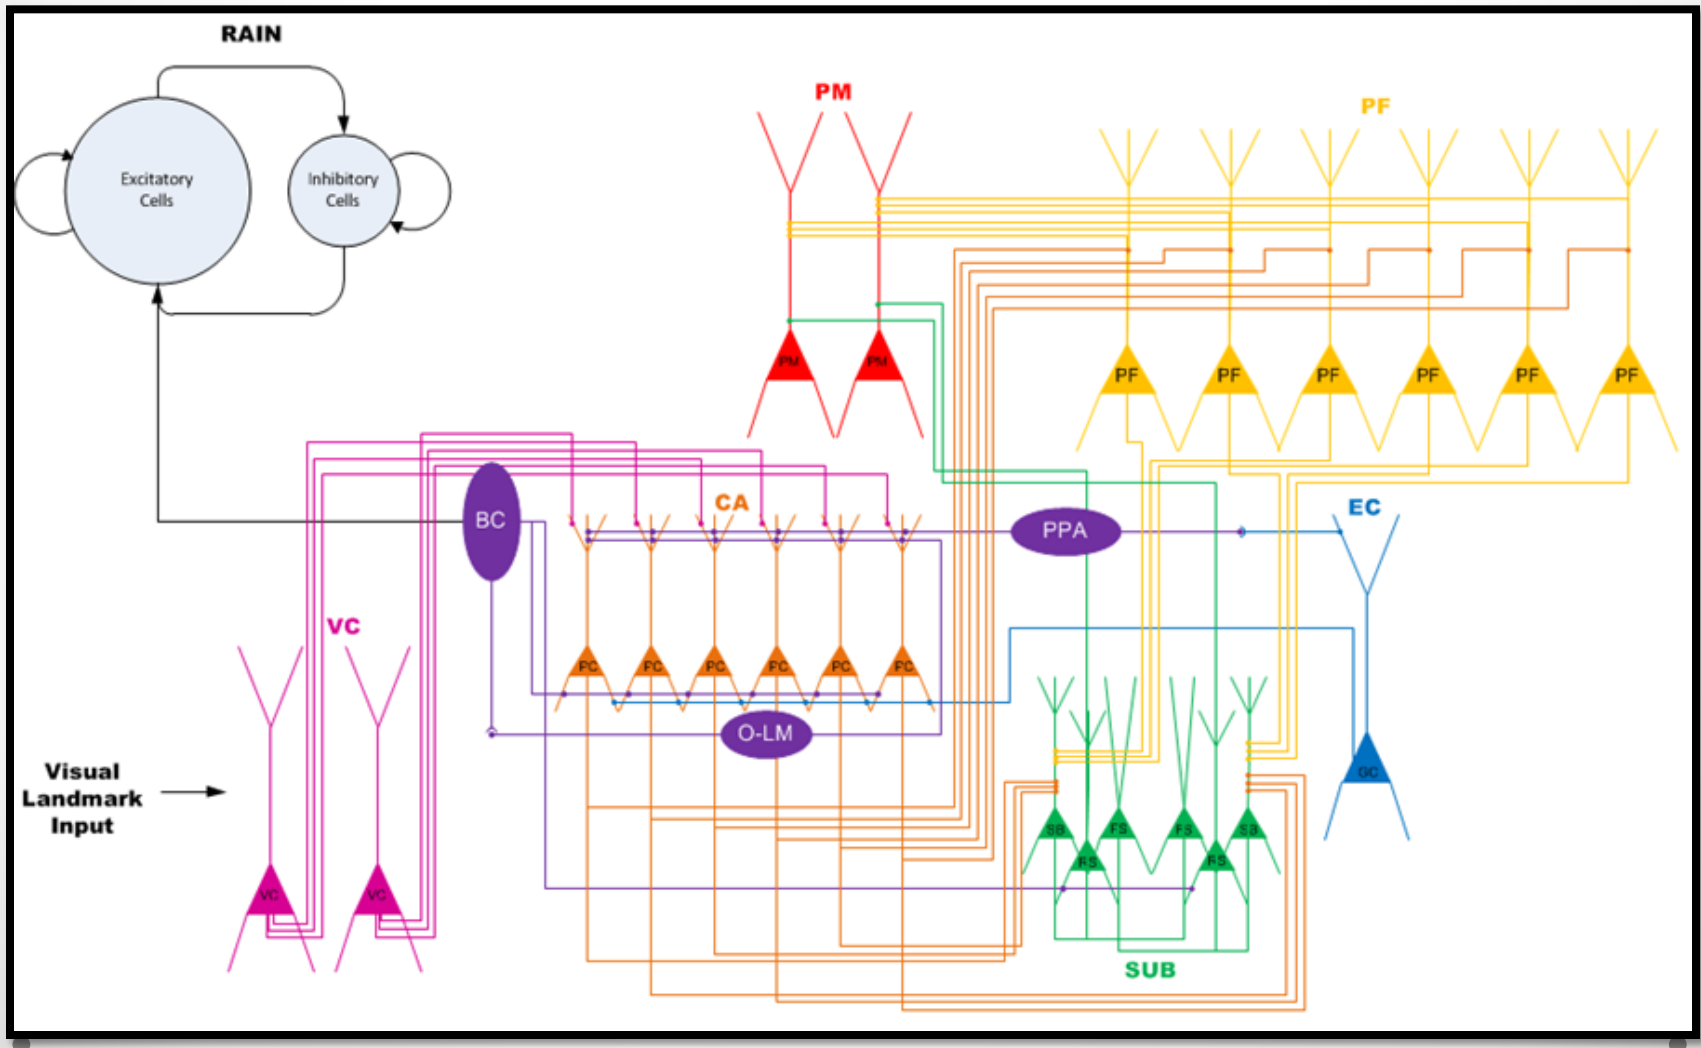 RAIN
Excitatory
Cells
Inhibitory
Cells
PM
PF
PM
PM
PF
PF
PF
PF
PF
PF
BC
CA
PPA
EC
VC
PC
PC
PC
PC
PC
PC
O-LM
Visual
Landmark
Input
GC
SB
FS
FS
SB
RS
RS
VC
VC
SUB